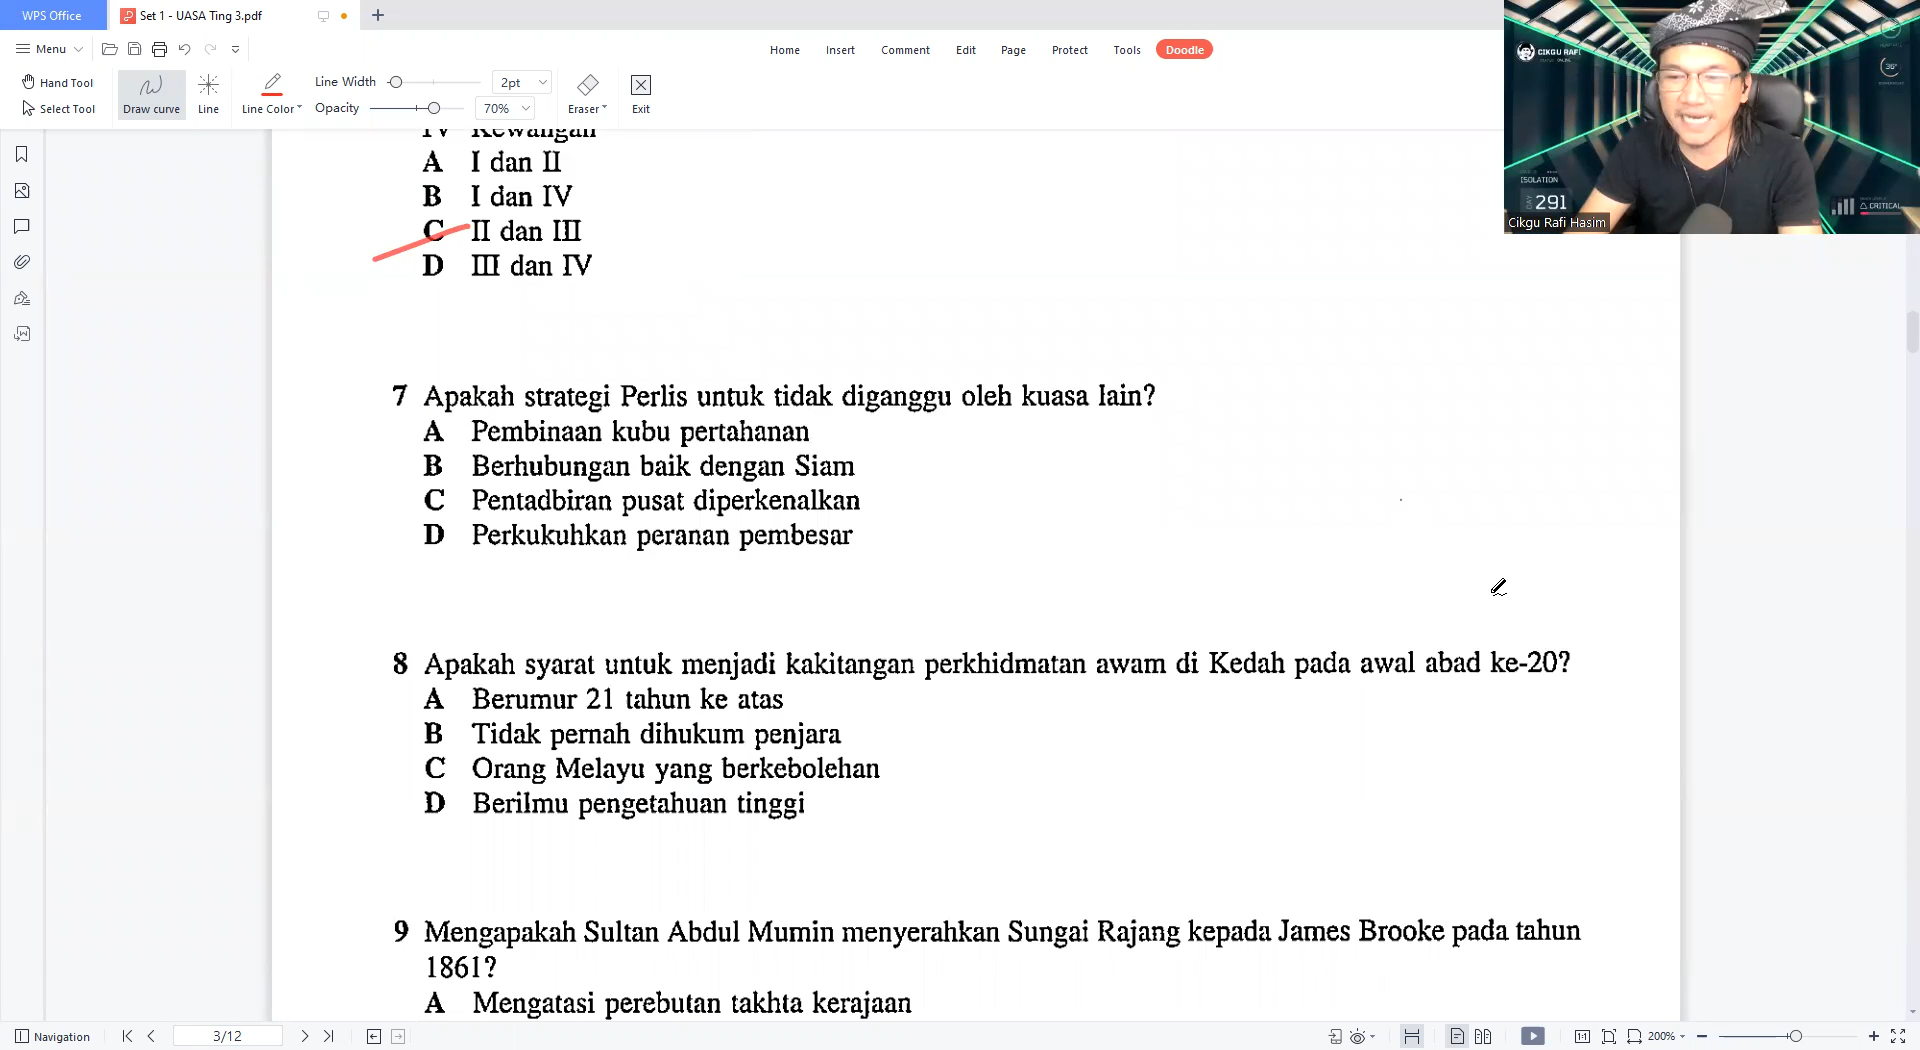 WPS Office
Set 1 - UASA Ting 3.pdf
Menu
Home Insert Comment Edit Page Protect Tools Doodle
Hand Tool
Select Tool
Draw curve
Line
Line Color
Line Width 2pt
Opacity 70%
Eraser
Exit
CIKGU RAFI
ISOLATION
DAY 291
CRITICAL
Cikgu Rafi Hasim
IV Kewangan
A I dan II
B I dan IV
C II dan III
D III dan IV
7 Apakah strategi Perlis untuk tidak diganggu oleh kuasa lain?
A Pembinaan kubu pertahanan
B Berhubungan baik dengan Siam
C Pentadbiran pusat diperkenalkan
D Perkukuhkan peranan pembesar
8 Apakah syarat untuk menjadi kakitangan perkhidmatan awam di Kedah pada awal abad ke-20?
A Berumur 21 tahun ke atas
B Tidak pernah dihukum penjara
C Orang Melayu yang berkebolehan
D Berilmu pengetahuan tinggi
9 Mengapakah Sultan Abdul Mumin menyerahkan Sungai Rajang kepada James Brooke pada tahun
1861?
A Mengatasi perebutan takhta kerajaan
Navigation
3/12
200%